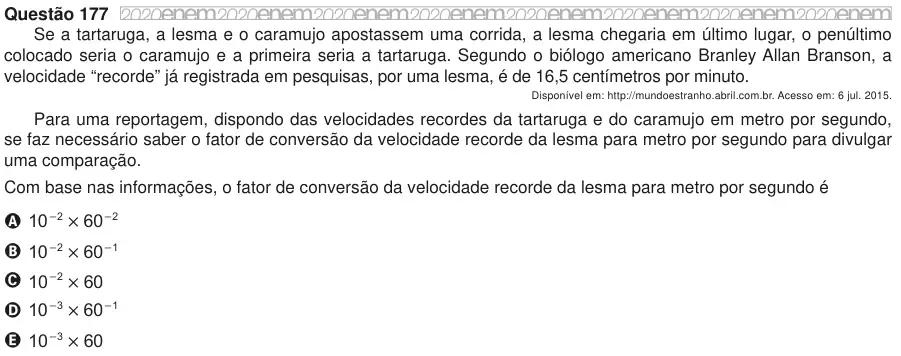 Questão 177 2020enem2020enem2020enem2020enem2020enem2020enem2020enem2020enem
Se a tartaruga, a lesma e o caramujo apostassem uma corrida, a lesma chegaria em último lugar, o penúltimo
colocado seria o caramujo e a primeira seria a tartaruga. Segundo o biólogo americano Branley Allan Branson, a
velocidade “recorde” já registrada em pesquisas, por uma lesma, é de 16,5 centímetros por minuto.
Disponível em: http://mundoestranho.abril.com.br. Acesso em: 6 jul. 2015.
Para uma reportagem, dispondo das velocidades recordes da tartaruga e do caramujo em metro por segundo,
se faz necessário saber o fator de conversão da velocidade recorde da lesma para metro por segundo para divulgar
uma comparação.
Com base nas informações, o fator de conversão da velocidade recorde da lesma para metro por segundo é
A 10⁻² × 60⁻²
B 10⁻² × 60⁻¹
C 10⁻² × 60
D 10⁻³ × 60⁻¹
E 10⁻³ × 60